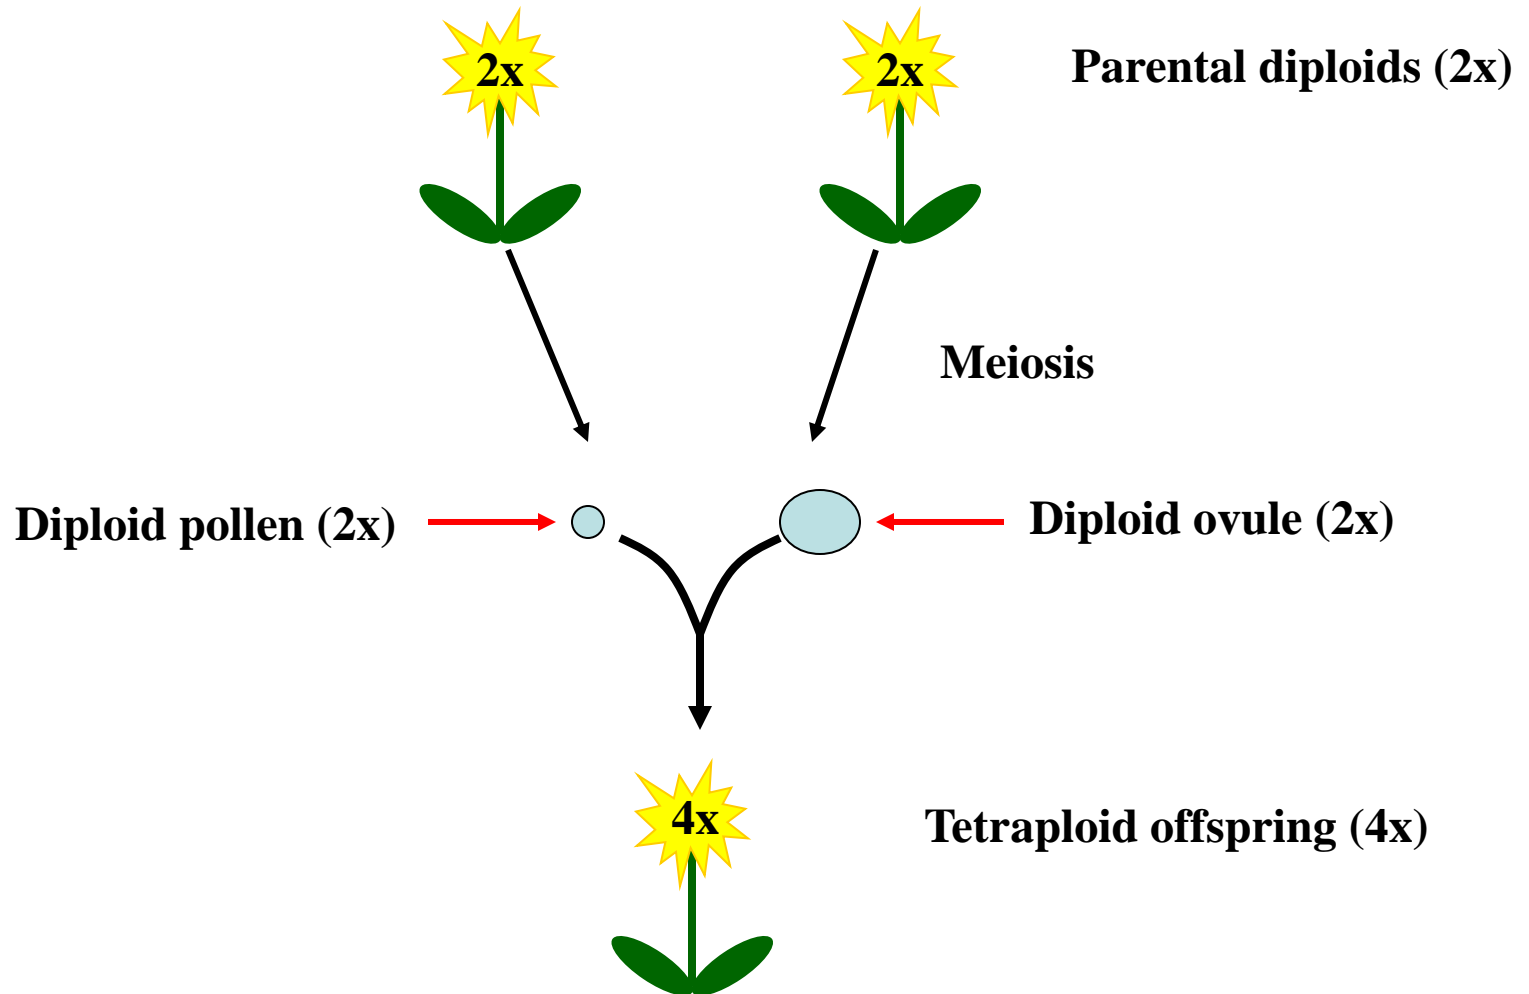 2x
2x
Parental diploids (2x)
Meiosis
Diploid pollen (2x)
Diploid ovule (2x)
4x
Tetraploid offspring (4x)